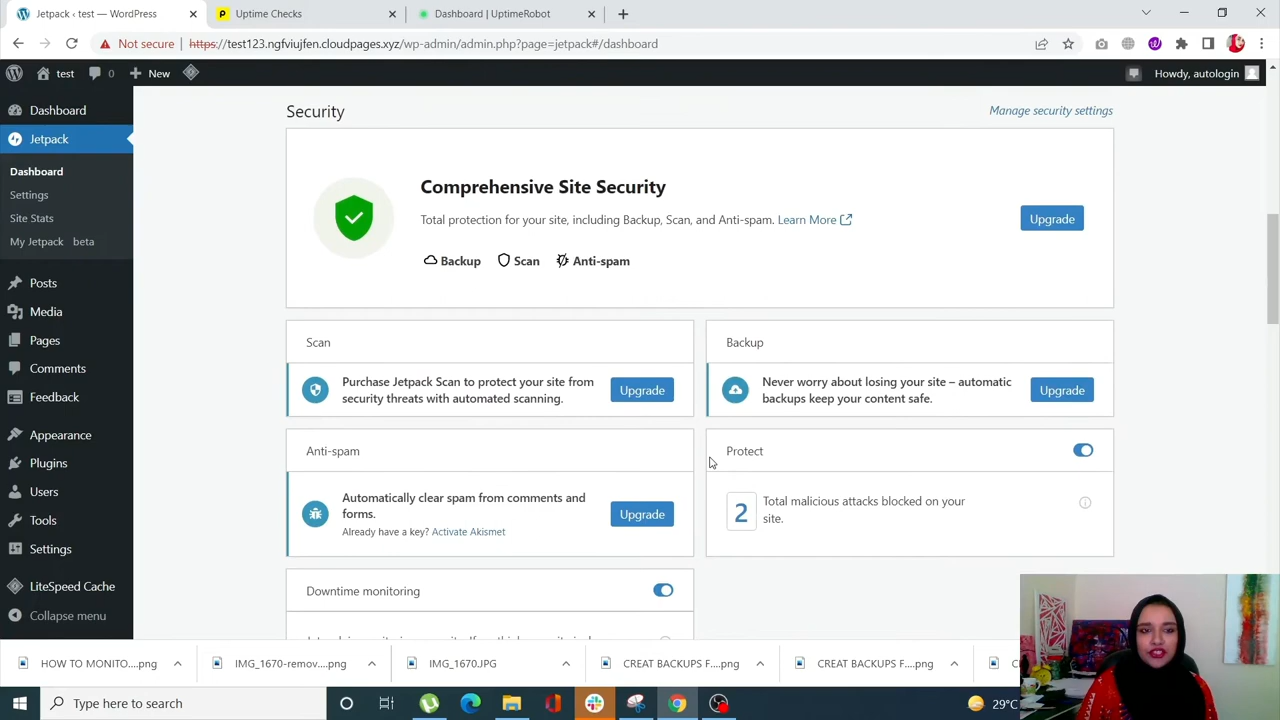 Jetpack ‹ test — WordPress
Uptime Checks
Dashboard | UptimeRobot
Not secure
https://test123.ngfviujfen.cloudpages.xyz/wp-admin/admin.php?page=jetpack#/dashboard
test
0
New
Howdy, autologin
Dashboard
Jetpack
Dashboard
Settings
Site Stats
My Jetpack beta
Posts
Media
Pages
Comments
Feedback
Appearance
Plugins
Users
Tools
Settings
LiteSpeed Cache
Collapse menu
Security
Manage security settings
Comprehensive Site Security
Total protection for your site, including Backup, Scan, and Anti-spam. Learn More
Upgrade
Backup Scan Anti-spam
Scan
Purchase Jetpack Scan to protect your site from
security threats with automated scanning.
Upgrade
Backup
Never worry about losing your site – automatic
backups keep your content safe.
Upgrade
Anti-spam
Automatically clear spam from comments and
forms.
Already have a key? Activate Akismet
Upgrade
Protect
2
Total malicious attacks blocked on your
site.
Downtime monitoring
HOW TO MONITO....png
IMG_1670-remov....png
IMG_1670.JPG
CREAT BACKUPS F....png
CREAT BACKUPS F....png
Type here to search
29°C